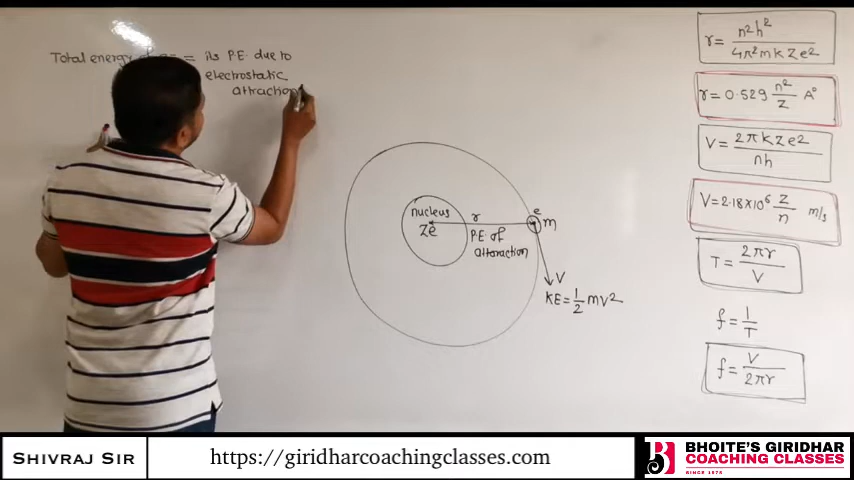 Total energy of = its P.E. due to
electrostatic
attraction
nucleus
ze
r
P.E of
attaraction
e
m
V
KE = 1/2 mv²
r = n²h² / 4π²mkze²
r = 0.529 n²/z A°
V = 2πkze² / nh
V = 2.18×10⁶ z/n m/s
T = 2πr / V
f = 1/T
f = V / 2πr
SHIVRAJ SIR
https://giridharcoachingclasses.com
BHOITE'S GIRIDHAR
COACHING CLASSES
SINCE 1975